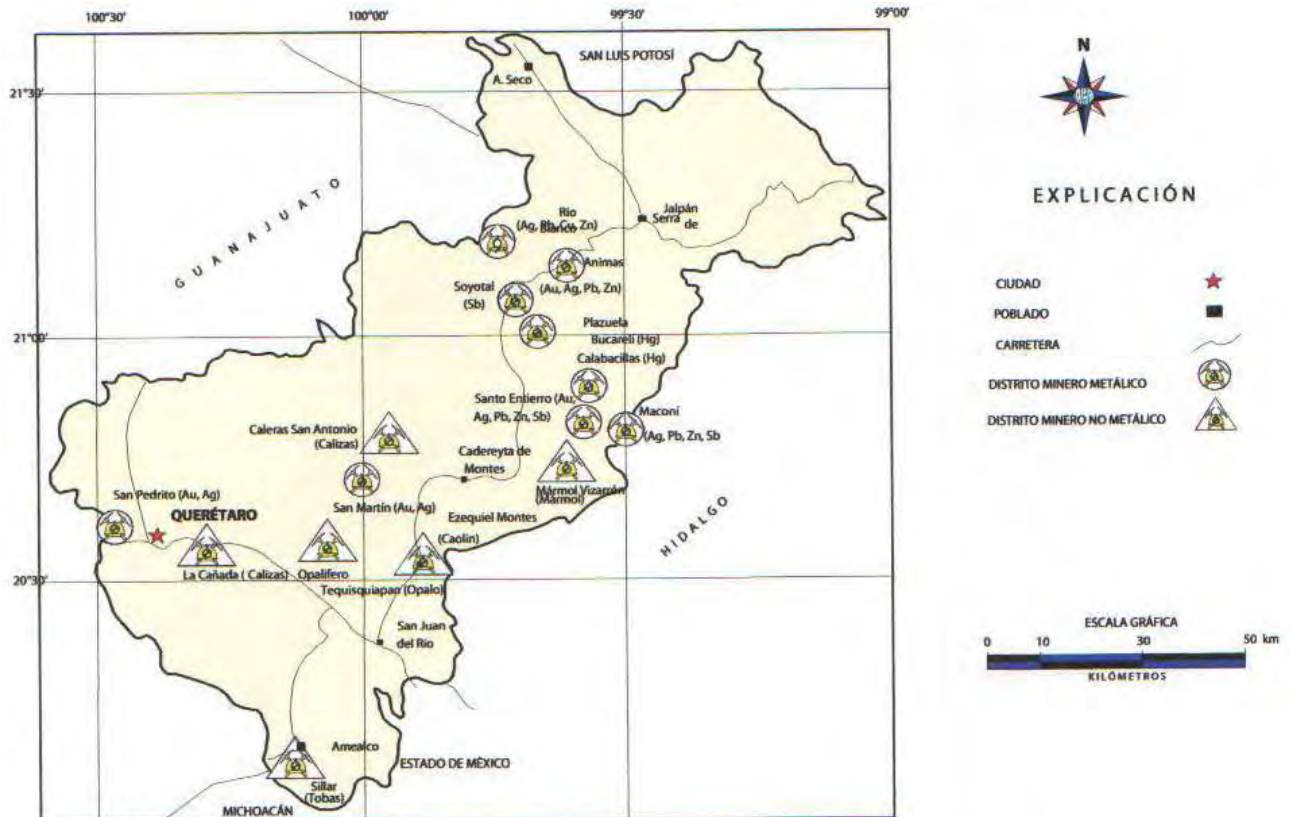 100°30'
100°00'
99°30'
99°00'
21°30'
21°00'
20°30'
SAN LUIS POTOSÍ
A. Seco
GUANAJUATO
Rio
Blanco
(Ag, Pb, Cu, Zn)
Jalpán
Serra de
Animas
(Au, Ag, Pb, Zn)
Soyotal
(Sb)
Plazuela
Bucareli (Hg)
Calabacillas (Hg)
Santo Entierro (Au,
Ag, Pb, Zn, Sb)
Maconí
(Ag, Pb, Zn, Sb
Caleras San Antonio
(Calizas)
Cadereyta de
Montes
Mármol Vizarrón
(Mármol)
San Pedrito (Au, Ag)
QUERÉTARO
San Martín (Au, Ag)
Ezequiel Montes
(Caolin)
HIDALGO
La Cañada ( Calizas)
Opalífero
Tequisquiapan (Opalo)
San Juan
del Rio
Amealco
ESTADO DE MÈXICO
Sillar
(Tobas)
MICHOACÁN
N
EXPLICACIÓN
CIUDAD
POBLADO
CARRETERA
DISTRITO MINERO METÁLICO
DISTRITO MINERO NO METÁLICO
ESCALA GRÁFICA
0 10 30 50 km
KILÓMETROS